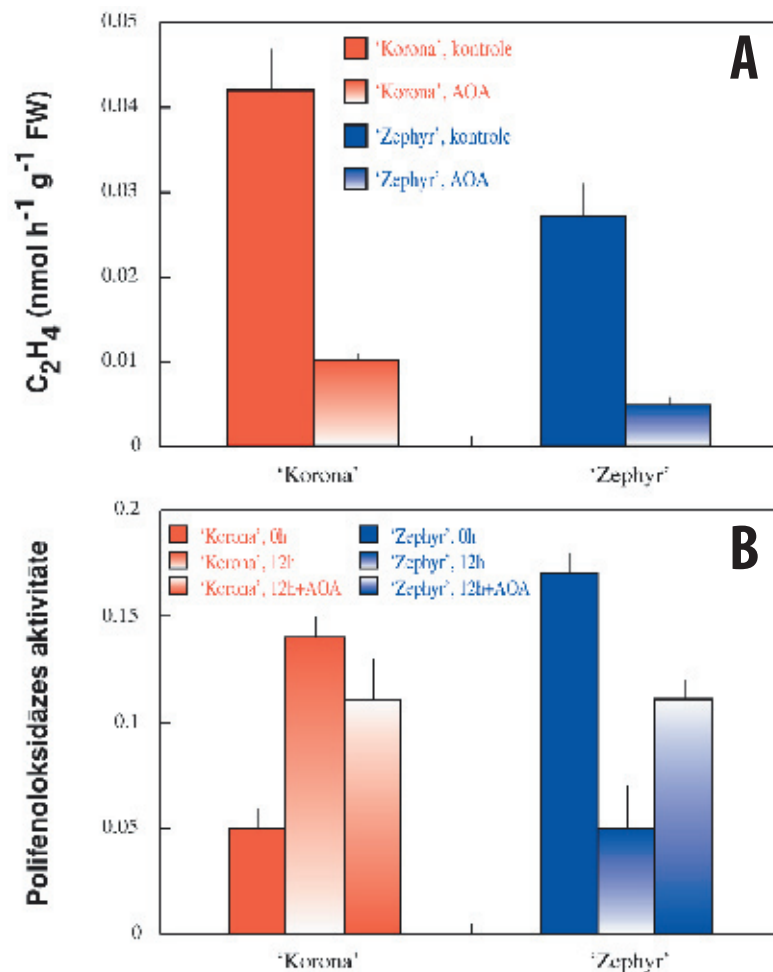 A
C₂H₄ (nmol h⁻¹ g⁻¹ FW)
0.05
0.04
0.03
0.02
0.01
0
'Korona', kontrole
'Korona', AOA
'Zephyr', kontrole
'Zephyr', AOA
'Korona' 'Zephyr'
B
Polifenoloksidāzes aktivitāte
0.2
0.15
0.1
0.05
0
'Korona', 0h
'Korona', 12h
'Korona', 12h+AOA
'Zephyr', 0h
'Zephyr', 12h
'Zephyr', 12h+AOA
'Korona' 'Zephyr'